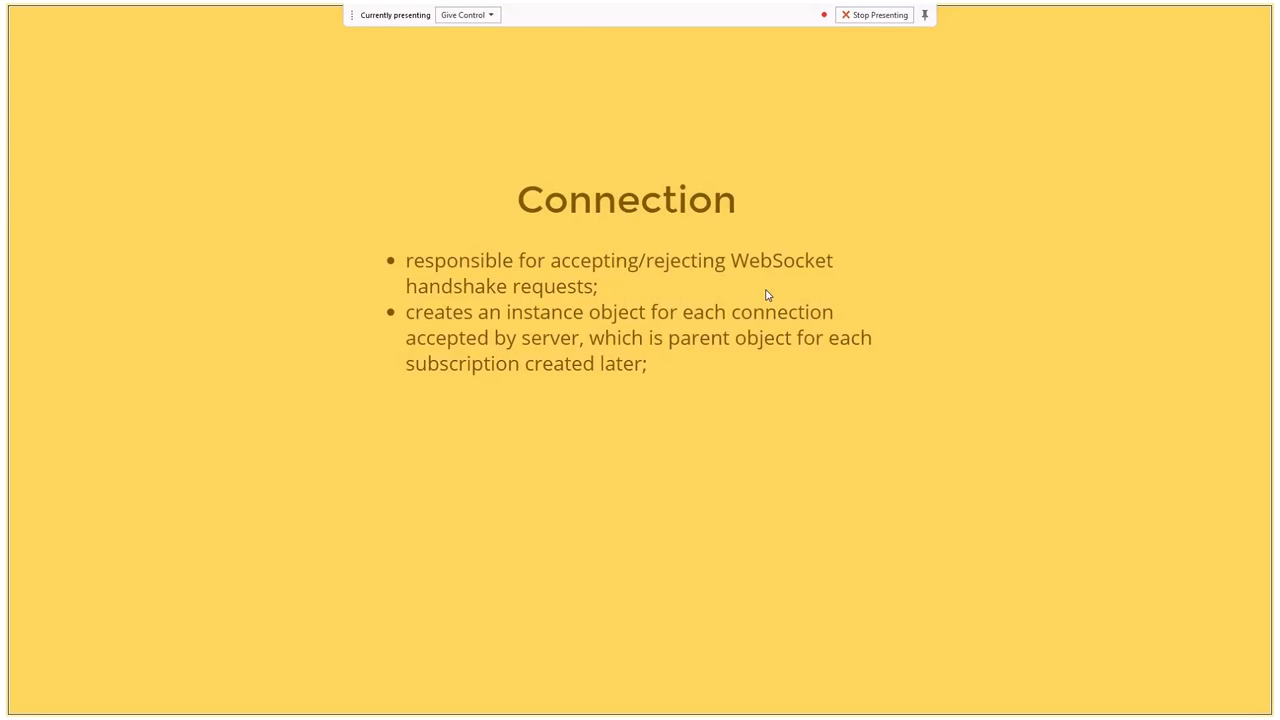 Currently presenting Give Control Stop Presenting
Connection
responsible for accepting/rejecting WebSocket
handshake requests;
creates an instance object for each connection
accepted by server, which is parent object for each
subscription created later;